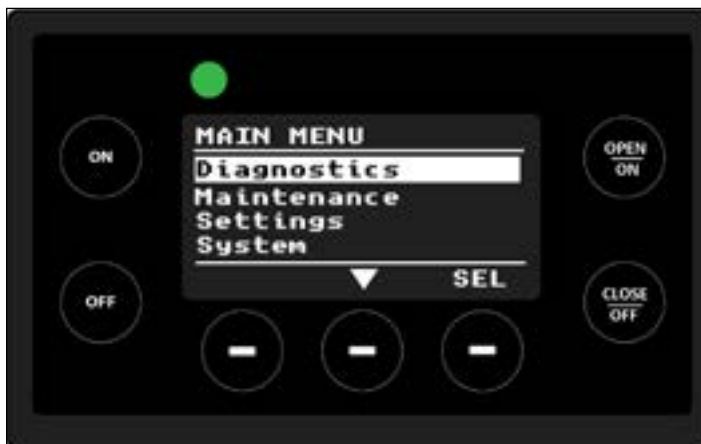 MAIN MENU
ON
Diagnostics
OPEN
ON
Maintenance
Settings
System
OFF
SEL
CLOSE
OFF